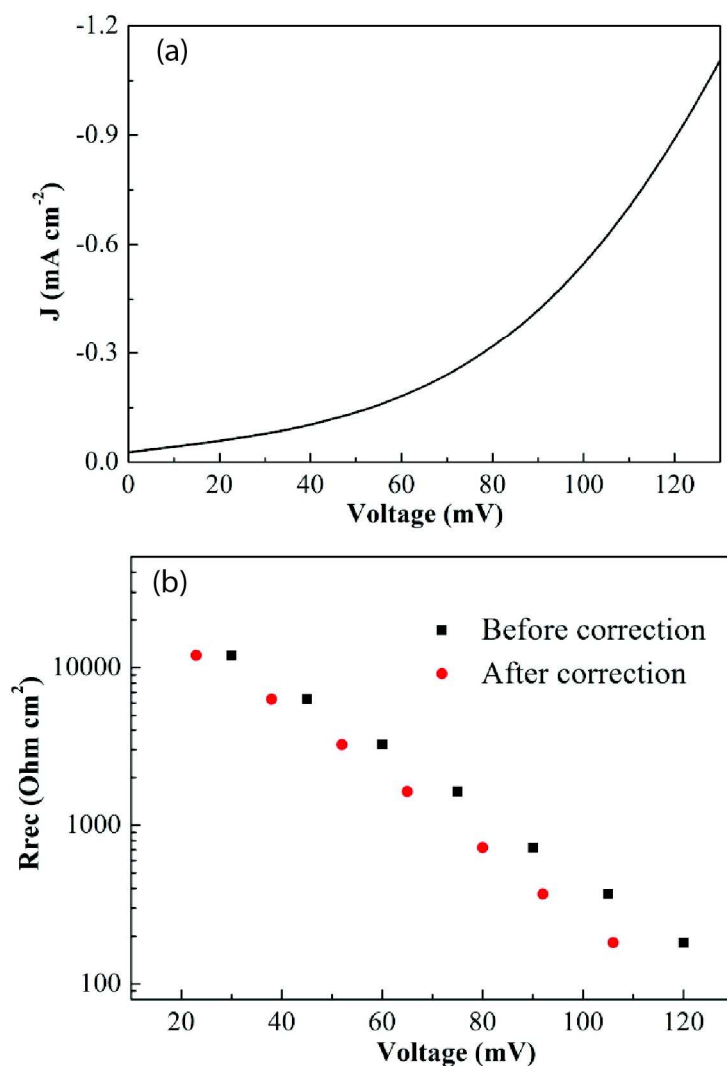 (a)
-1.2
-0.9
-0.6
-0.3
0.0
J (mA cm⁻²)
0 20 40 60 80 100 120
Voltage (mV)
(b)
Before correction
After correction
10000
1000
100
Rrec (Ohm cm²)
20 40 60 80 100 120
Voltage (mV)